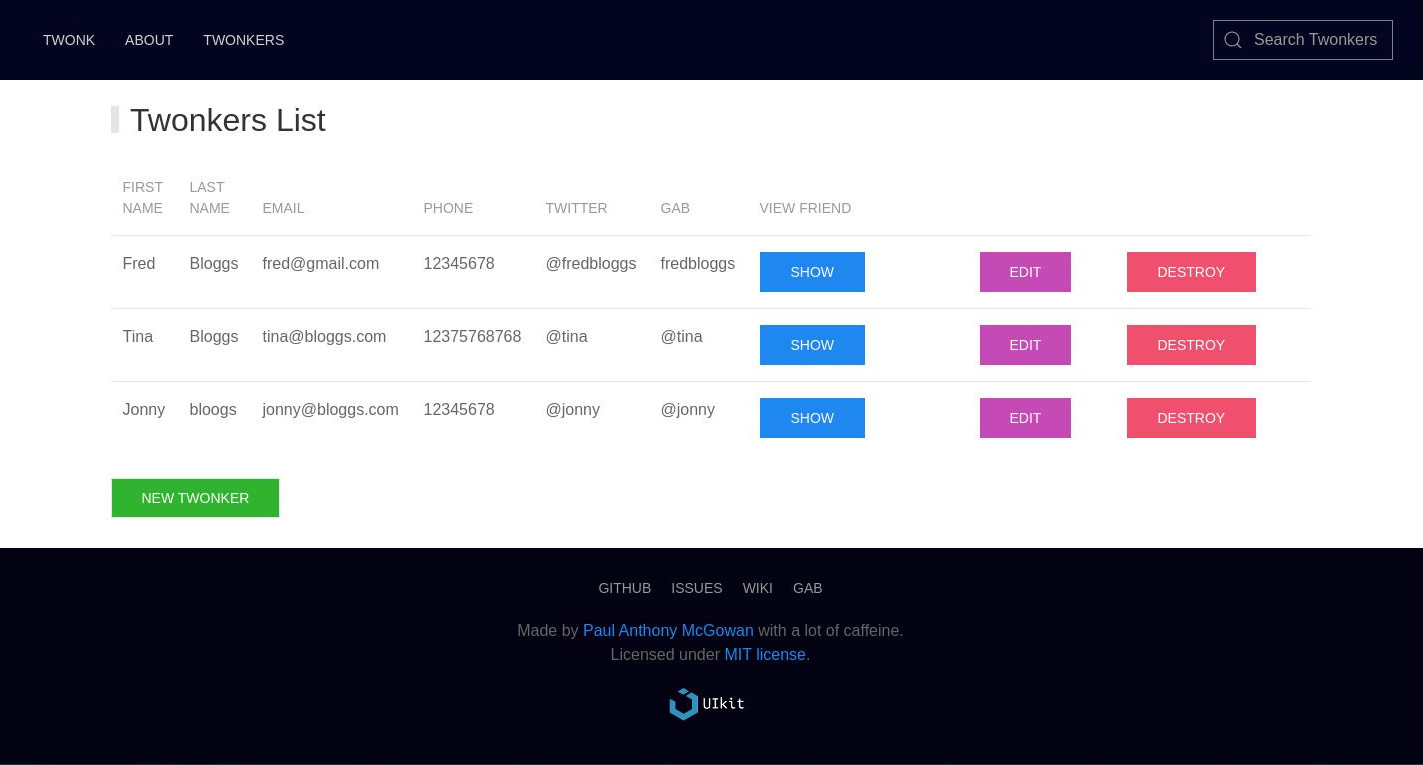 TWONK ABOUT TWONKERS Search Twonkers
Twonkers List
FIRST NAME LAST NAME EMAIL PHONE TWITTER GAB VIEW FRIEND
Fred Bloggs fred@gmail.com 12345678 @fredbloggs fredbloggs SHOW EDIT DESTROY
Tina Bloggs tina@bloggs.com 12375768768 @tina @tina SHOW EDIT DESTROY
Jonny bloogs jonny@bloggs.com 12345678 @jonny @jonny SHOW EDIT DESTROY
NEW TWONKER
GITHUB ISSUES WIKI GAB
Made by Paul Anthony McGowan with a lot of caffeine.
Licensed under MIT license.
UIkit